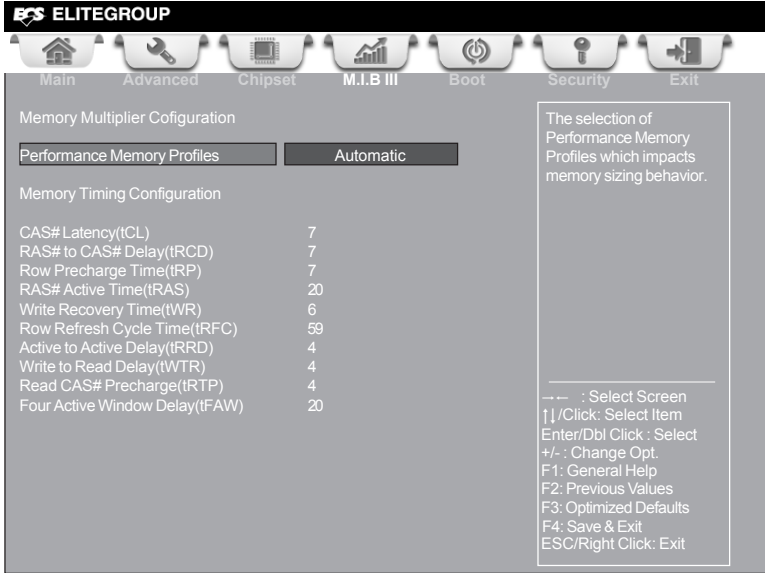 ECS ELITEGROUP
Main Advanced Chipset M.I.B III Boot Security Exit
Memory Multiplier Cofiguration
Performance Memory Profiles Automatic
Memory Timing Configuration
CAS# Latency(tCL) 7
RAS# to CAS# Delay(tRCD) 7
Row Precharge Time(tRP) 7
RAS# Active Time(tRAS) 20
Write Recovery Time(tWR) 6
Row Refresh Cycle Time(tRFC) 59
Active to Active Delay(tRRD) 4
Write to Read Delay(tWTR) 4
Read CAS# Precharge(tRTP) 4
Four Active Window Delay(tFAW) 20
The selection of
Performance Memory
Profiles which impacts
memory sizing behavior.
→← : Select Screen
↑↓/Click: Select Item
Enter/Dbl Click : Select
+/- : Change Opt.
F1: General Help
F2: Previous Values
F3: Optimized Defaults
F4: Save & Exit
ESC/Right Click: Exit